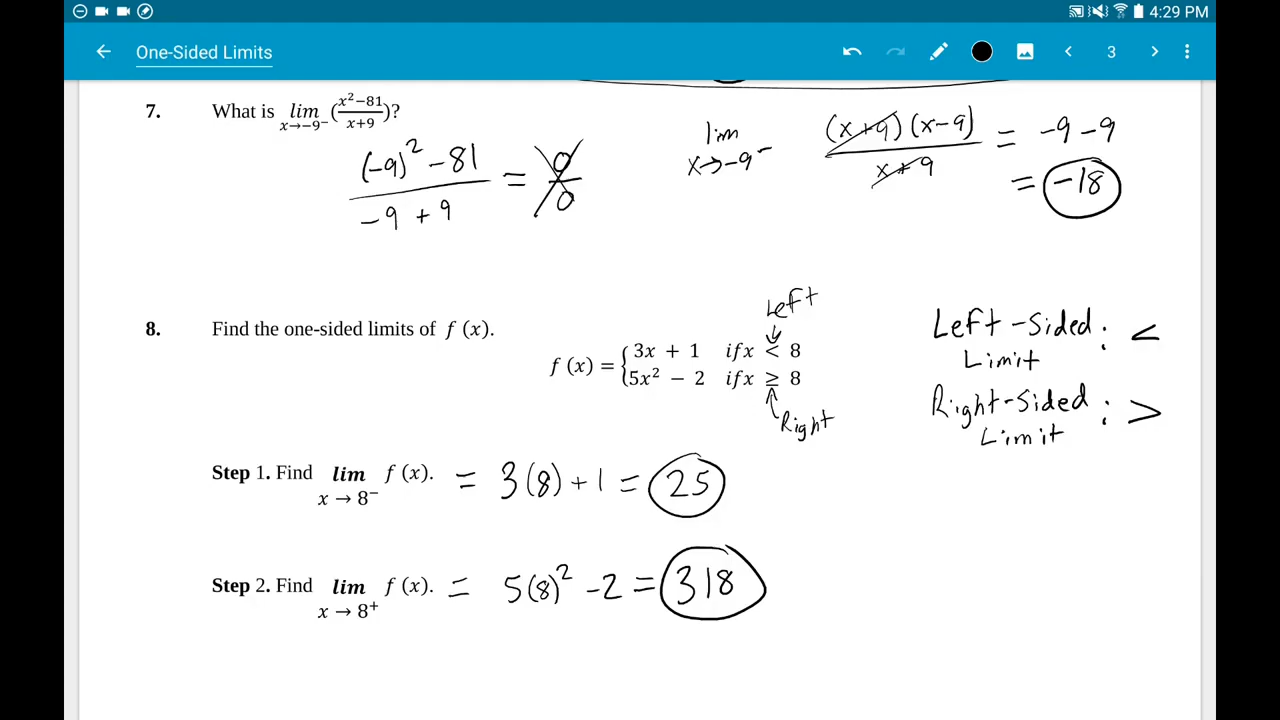 4:29 PM
One-Sided Limits
3
7. What is lim x→−9⁻ (x²−81 / x+9)?
(-9)² - 81 / -9 + 9 = 0/0
lim x→-9⁻ (x+9)(x-9) / x+9 = -9 - 9
= -18
8. Find the one-sided limits of f (x).
Left
f (x) = { 3x + 1 ifx < 8
5x² − 2 ifx ≥ 8
Right
Left-Sided Limit : <
Right-Sided Limit : >
Step 1. Find lim x → 8⁻ f (x). = 3(8) + 1 = 25
Step 2. Find lim x → 8⁺ f (x). = 5(8)² - 2 = 318